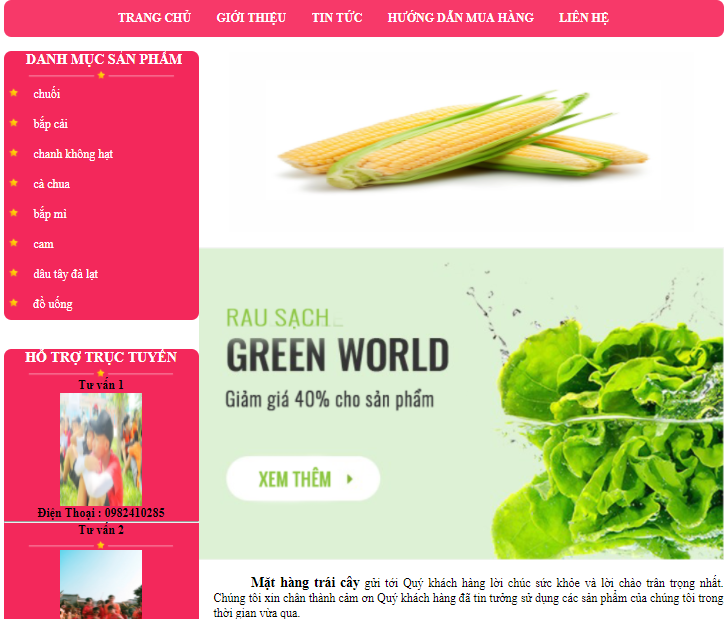 TRANG CHỦ GIỚI THIỆU TIN TỨC HƯỚNG DẪN MUA HÀNG LIÊN HỆ
DANH MỤC SẢN PHẨM
chuối
bắp cải
chanh không hạt
cà chua
bắp mì
cam
dâu tây đà lạt
đồ uống
HỖ TRỢ TRỰC TUYẾN
Tư vấn 1
Điện Thoại : 0982410285
Tư vấn 2
RAU SẠCH
GREEN WORLD
Giảm giá 40% cho sản phẩm
XEM THÊM
Mặt hàng trái cây gửi tới Quý khách hàng lời chúc sức khỏe và lời chào trân trọng nhất.
Chúng tôi xin chân thành cảm ơn Quý khách hàng đã tin tưởng sử dụng các sản phẩm của chúng tôi trong
thời gian vừa qua.